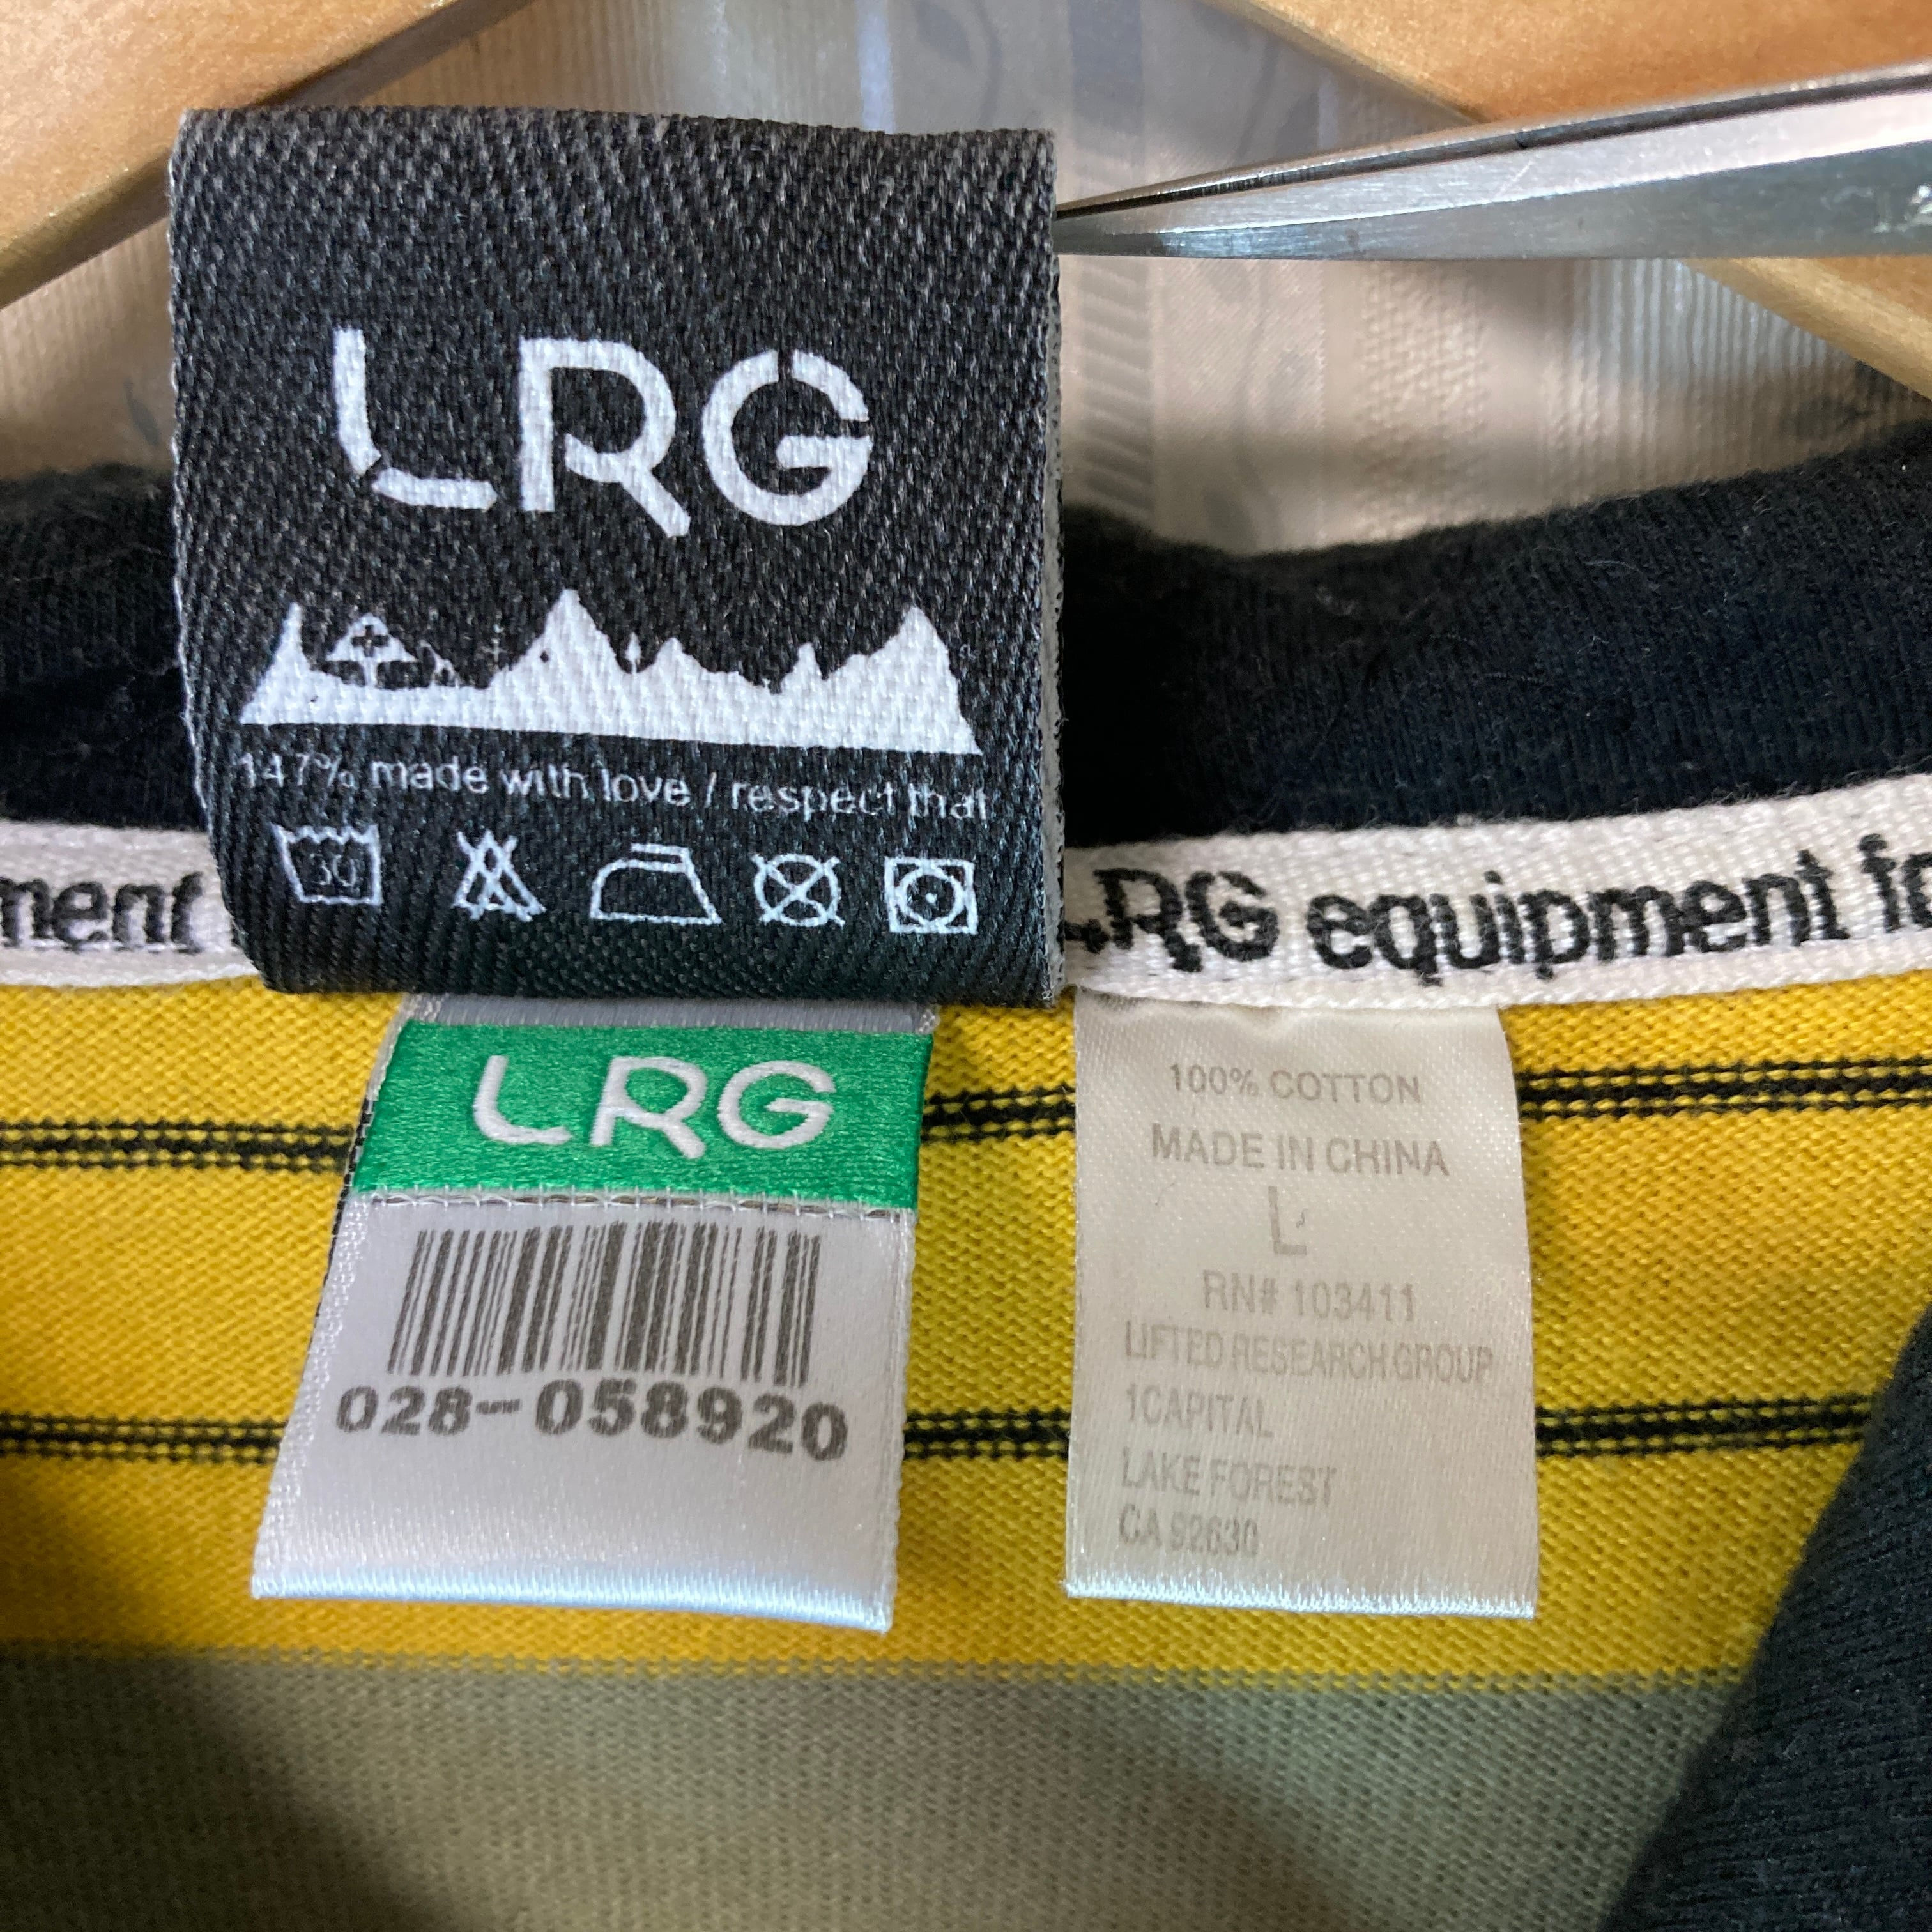 LRG
147% made with love / respect that
30
ment
LRG equipment fo
LRG
028-058920
100% COTTON
MADE IN CHINA
L
RN# 103411
LIFTED RESEARCH GROUP
1CAPITAL
LAKE FOREST
CA 92630